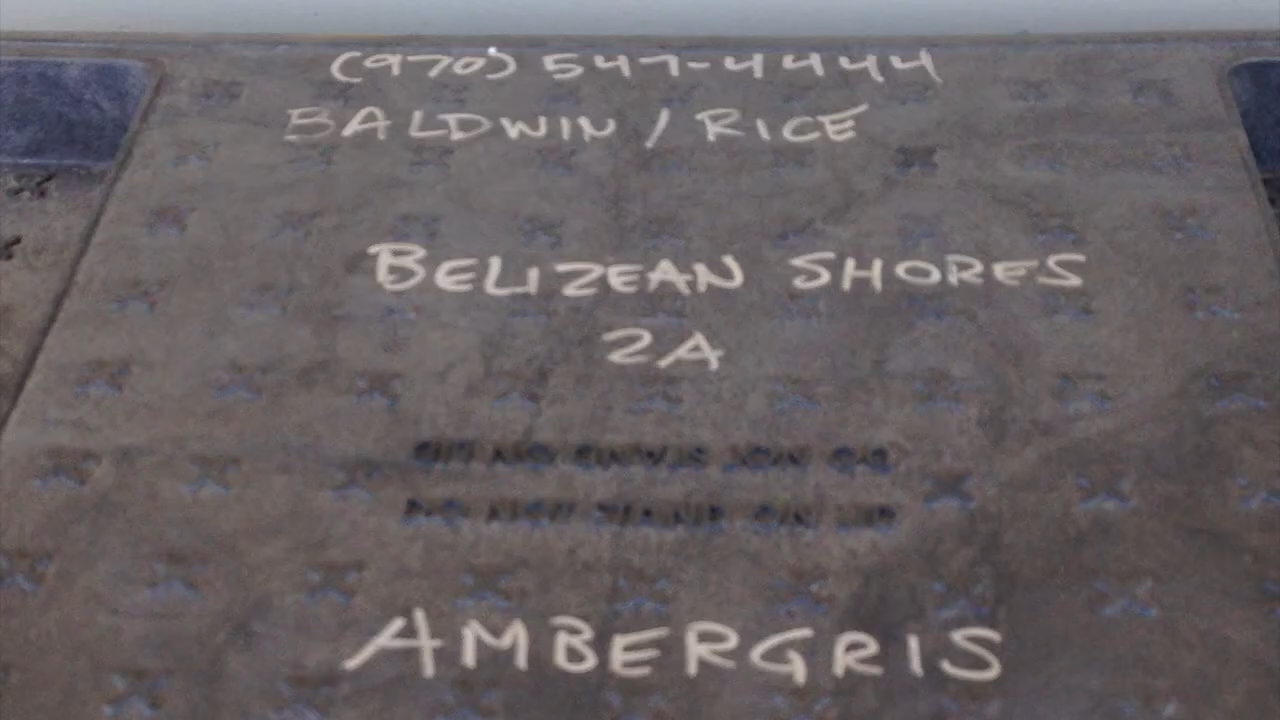 (970) 547-4444
BALDWIN / RICE
BELIZEAN SHORES
2A
AMBERGRIS